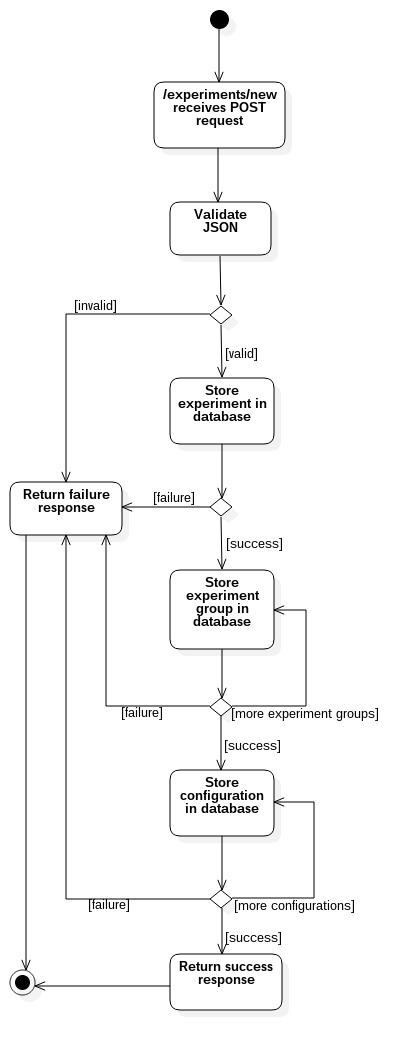 /experiments/new
receives POST
request
Validate
JSON
[invalid]
[valid]
Store
experiment in
database
Return failure
response
[failure]
[success]
Store
experiment
group in
database
[failure]
[more experiment groups]
[success]
Store
configuration
in database
[failure]
[more configurations]
[success]
Return success
response